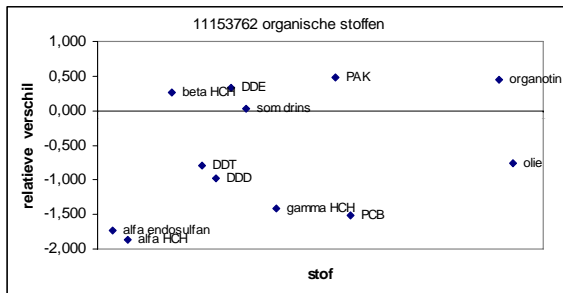 11153762 organische stoffen
1,000
0,500
0,000
-0,500
-1,000
-1,500
-2,000
relatieve verschil
PAK
organotin
beta HCH
DDE
som drins
DDT
DDD
olie
gamma HCH
PCB
alfa endosulfan
alfa HCH
stof